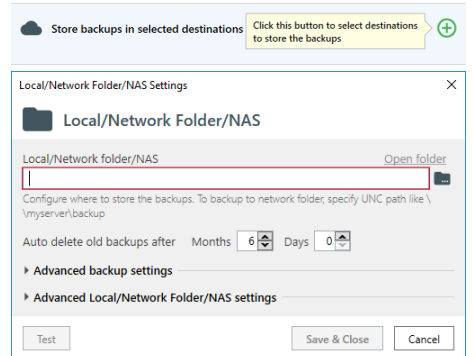 Store backups in selected destinations
Click this button to select destinations
to store the backups
Local/Network Folder/NAS Settings
Local/Network Folder/NAS
Local/Network folder/NAS Open folder
Configure where to store the backups. To backup to network folder, specify UNC path like \
\myserver\backup
Auto delete old backups after Months 6 Days 0
Advanced backup settings
Advanced Local/Network Folder/NAS settings
Test Save & Close Cancel